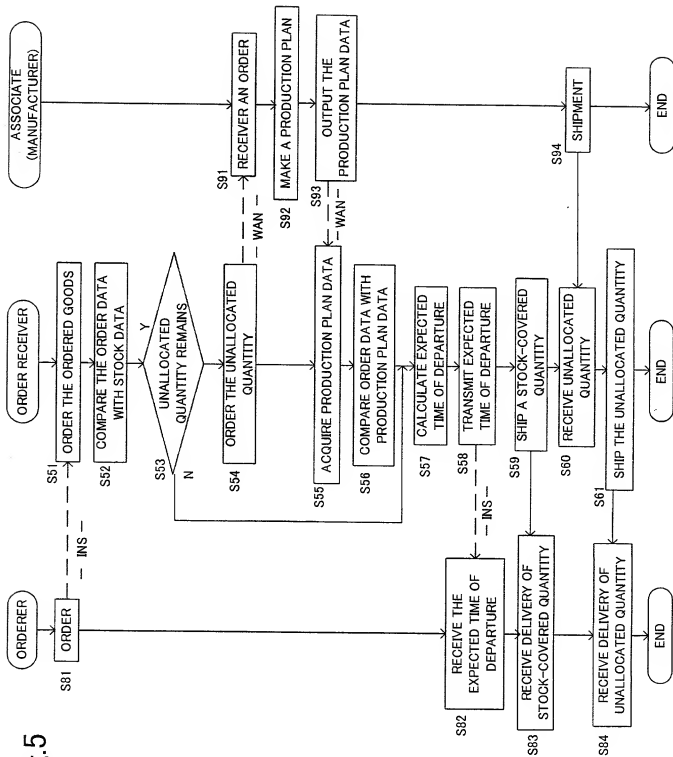 .5
ORDERER
S81
ORDER
— INS —
S82
RECEIVE THE
EXPECTED TIME OF
DEPARTURE
S83
RECEIVE DELIVERY OF
STOCK-COVERED QUANTITY
S84
RECEIVE DELIVERY OF
UNALLOCATED QUANTITY
END
ORDER RECEIVER
S51
ORDER THE ORDERED GOODS
S52
COMPARE THE ORDER DATA
WITH STOCK DATA
S53
Y
UNALLOCATED
QUANTITY REMAINS
N
S54
ORDER THE UNALLOCATED
QUANTITY
— WAN —
— WAN —
S55
ACQUIRE PRODUCTION PLAN DATA
S56
COMPARE ORDER DATA WITH
PRODUCTION PLAN DATA
S57
CALCULATE EXPECTED
TIME OF DEPARTURE
S58
TRANSMIT EXPECTED
TIME OF DEPARTURE
— INS —
S59
SHIP A STOCK-COVERED
QUANTITY
S60
RECEIVE UNALLOCATED
QUANTITY
S61
SHIP THE UNALLOCATED QUANTITY
END
ASSOCIATE
(MANUFACTURER)
S91
RECEIVER AN ORDER
S92
MAKE A PRODUCTION PLAN
S93
OUTPUT THE
PRODUCTION PLAN DATA
S94
SHIPMENT
END